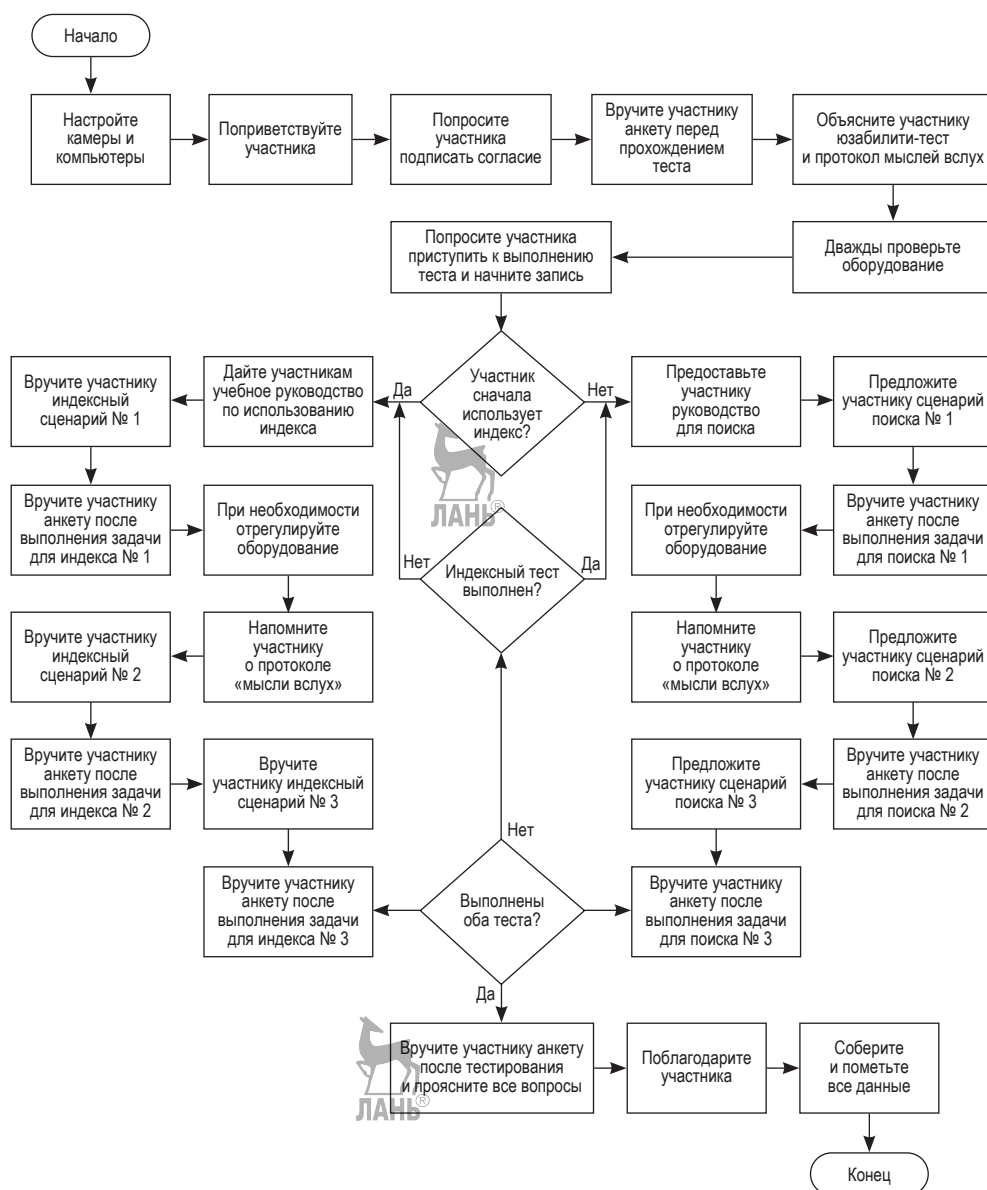 Начало
Настройте
камеры и
компьютеры
Поприветствуйте
участника
Попросите
участника
подписать согласие
Вручите участнику
анкету перед
прохождением
теста
Объясните участнику
юзабилити-тест
и протокол мыслей вслух
Попросите участника
приступить к выполнению
теста и начните запись
Дважды проверьте
оборудование
Вручите участнику
индексный
сценарий № 1
Дайте участникам
учебное руководство
по использованию
индекса
Да
Участник
сначала
использует
индекс?
Нет
Предоставьте
участнику
руководство
для поиска
Предложите
участнику сценарий
поиска № 1
ЛАНЬ®
Вручите участнику
анкету после
выполнения задачи
для индекса № 1
При необходимости
отрегулируйте
оборудование
Нет
Индексный тест
выполнен?
Да
При необходимости
отрегулируйте
оборудование
Вручите участнику
анкету после
выполнения задачи
для поиска № 1
Вручите участнику
индексный
сценарий № 2
Напомните
участнику
о протоколе
«мысли вслух»
Напомните
участнику
о протоколе
«мысли вслух»
Предложите
участнику сценарий
поиска № 2
Вручите участнику
анкету после
выполнения задачи
для индекса № 2
Вручите
участнику индексный
сценарий № 3
Предложите
участнику сценарий
поиска № 3
Вручите участнику
анкету после
выполнения задачи
для поиска № 2
Нет
Вручите участнику
анкету после
выполнения задачи
для индекса № 3
Выполнены
оба теста?
Вручите участнику
анкету после
выполнения задачи
для поиска № 3
Да
Вручите участнику анкету
после тестирования
и проясните все вопросы
ЛАНЬ®
Поблагодарите
участника
Соберите
и пометьте
все данные
Конец